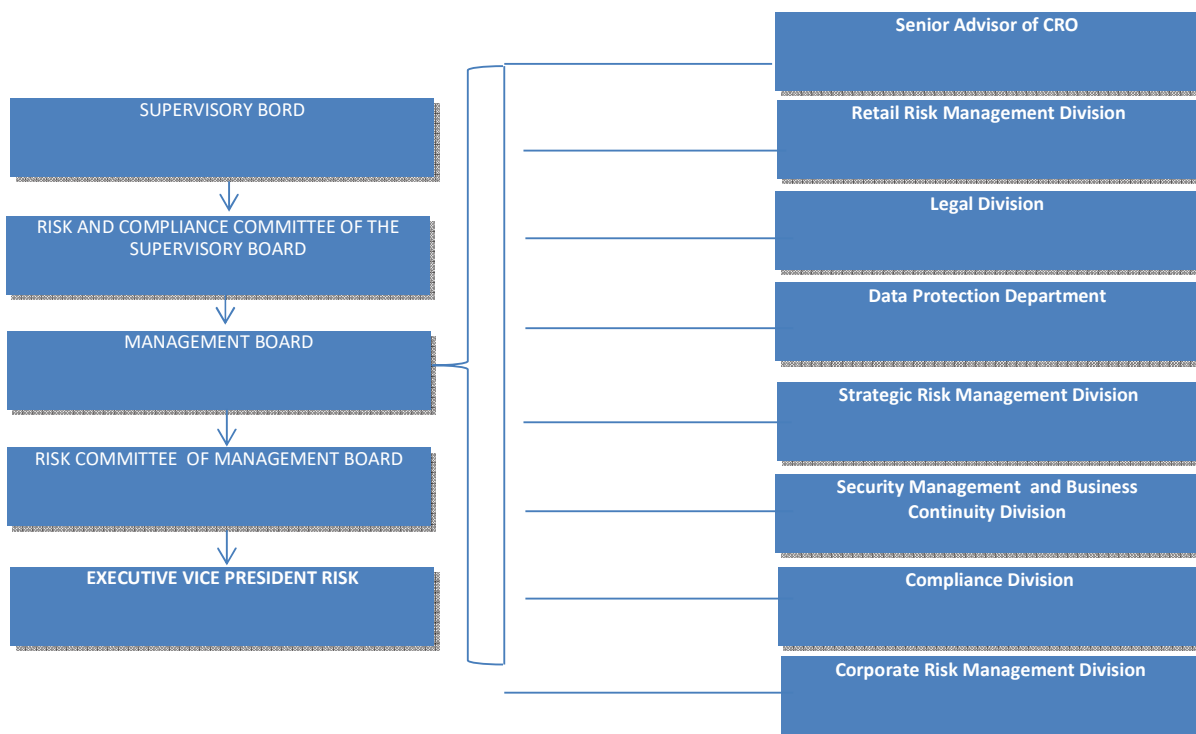 SUPERVISORY BORD
RISK AND COMPLIANCE COMMITTEE OF THE
SUPERVISORY BOARD
MANAGEMENT BOARD
RISK COMMITTEE OF MANAGEMENT BOARD
EXECUTIVE VICE PRESIDENT RISK
Senior Advisor of CRO
Retail Risk Management Division
Legal Division
Data Protection Department
Strategic Risk Management Division
Security Management and Business
Continuity Division
Compliance Division
Corporate Risk Management Division